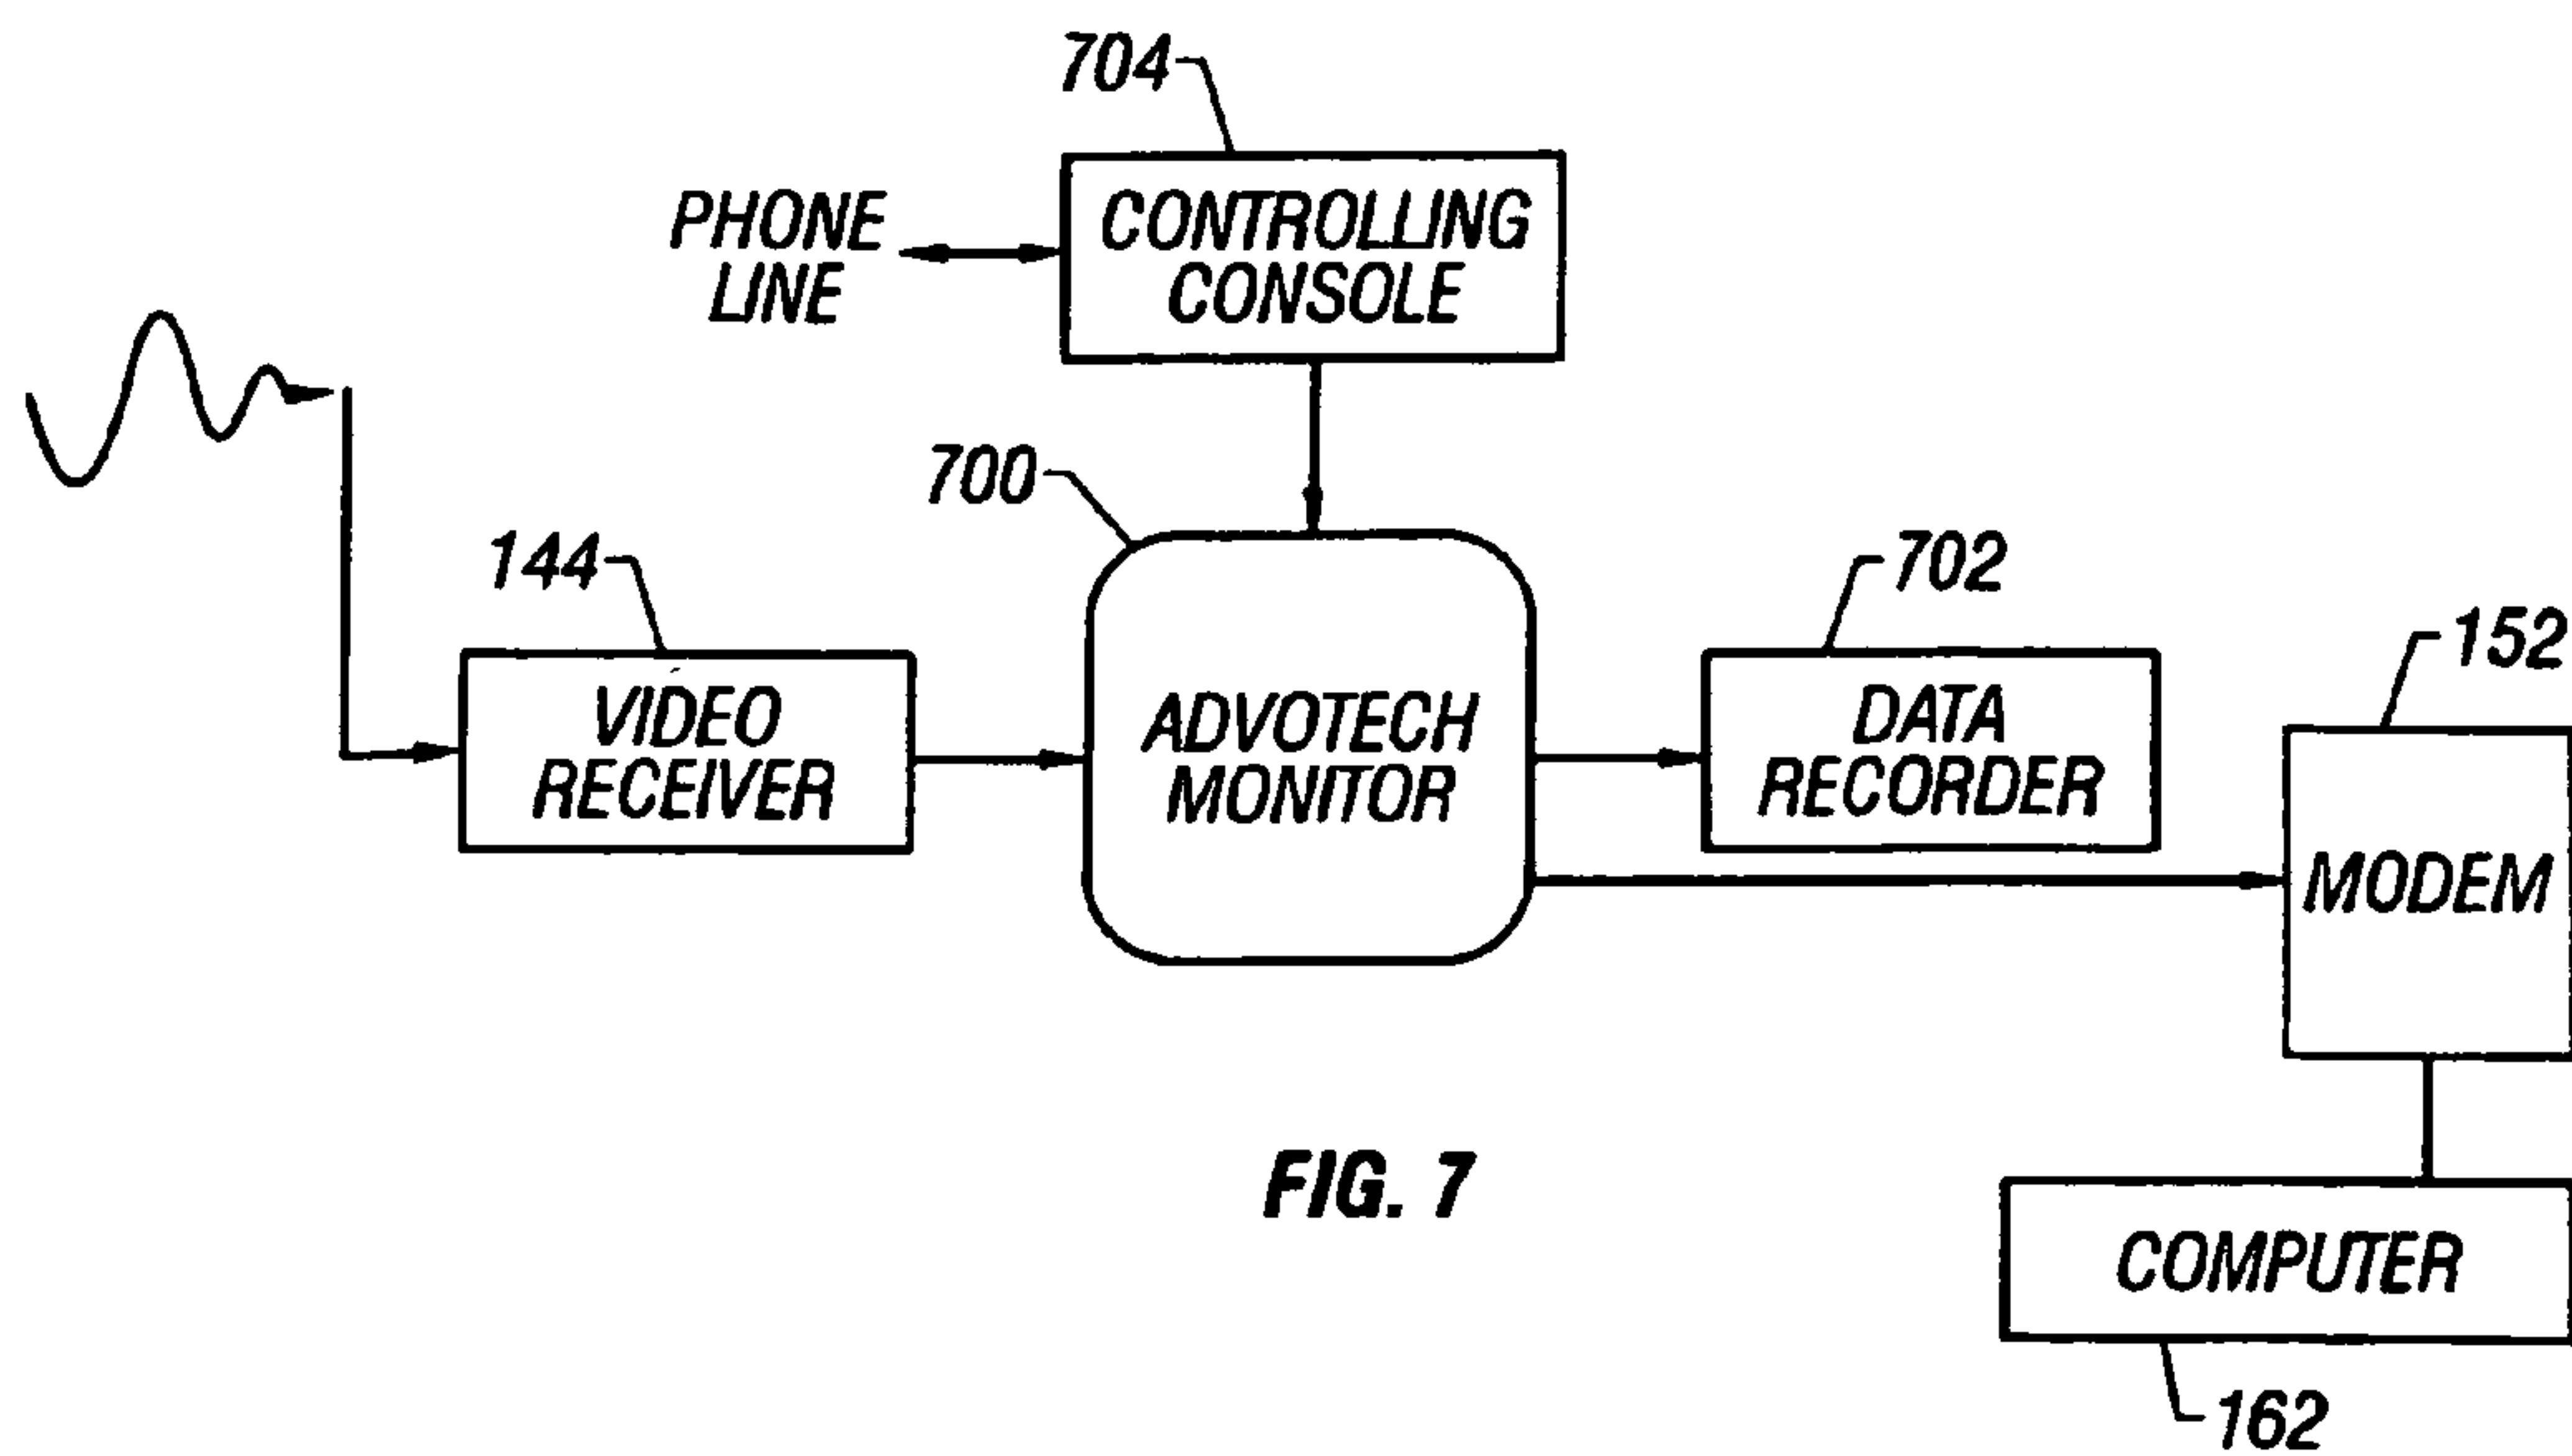 704
PHONE
LINE
CONTROLLING
CONSOLE
700
144
702
152
VIDEO
RECEIVER
ADVOTECH
MONITOR
DATA
RECORDER
MODEM
FIG. 7
COMPUTER
162